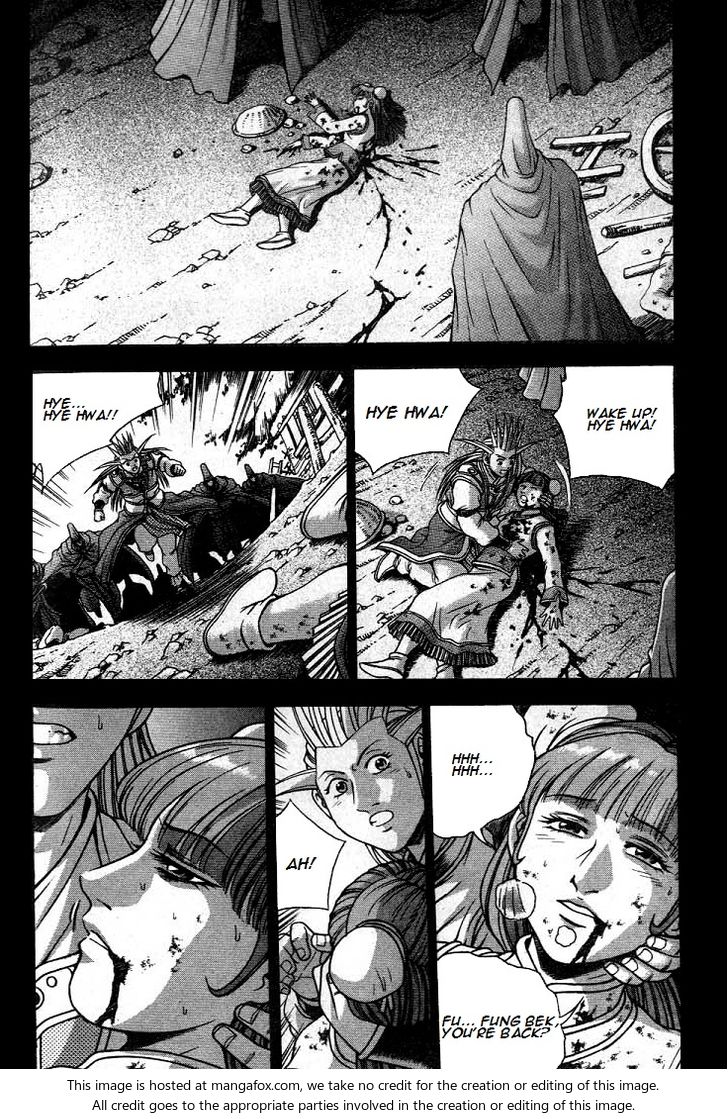 HYE...
HYE HWA!!
HYE HWA!
WAKE UP!
HYE HWA!
AH!
HHH...
HHH...
FU... FUNG BEK,
YOU'RE BACK?
This image is hosted at mangafox.com, we take no credit for the creation or editing of this image.
All credit goes to the appropriate parties involved in the creation or editing of this image.